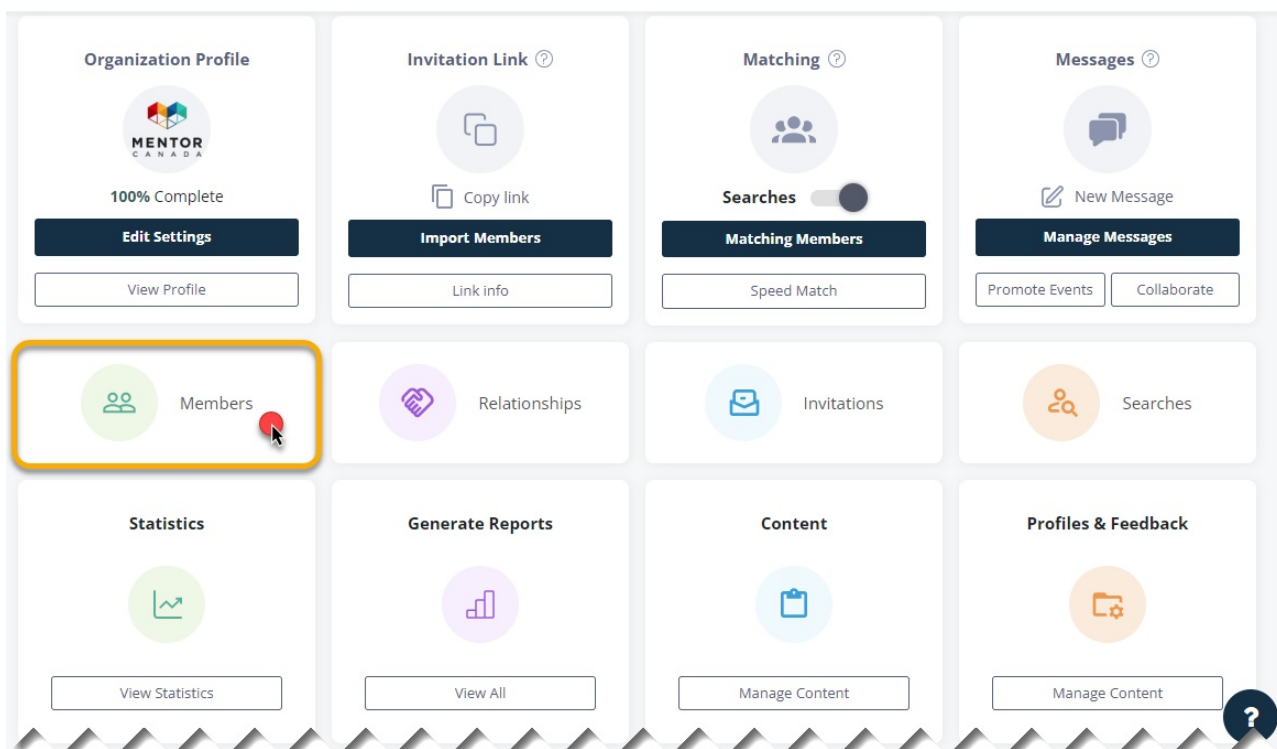 Organization Profile
MENTOR
CANADA
100% Complete
Edit Settings
View Profile
Invitation Link ?
Copy link
Import Members
Link info
Matching ?
Searches
Matching Members
Speed Match
Messages ?
New Message
Manage Messages
Promote Events
Collaborate
Members
Relationships
Invitations
Searches
Statistics
View Statistics
Generate Reports
View All
Content
Manage Content
Profiles & Feedback
Manage Content
?